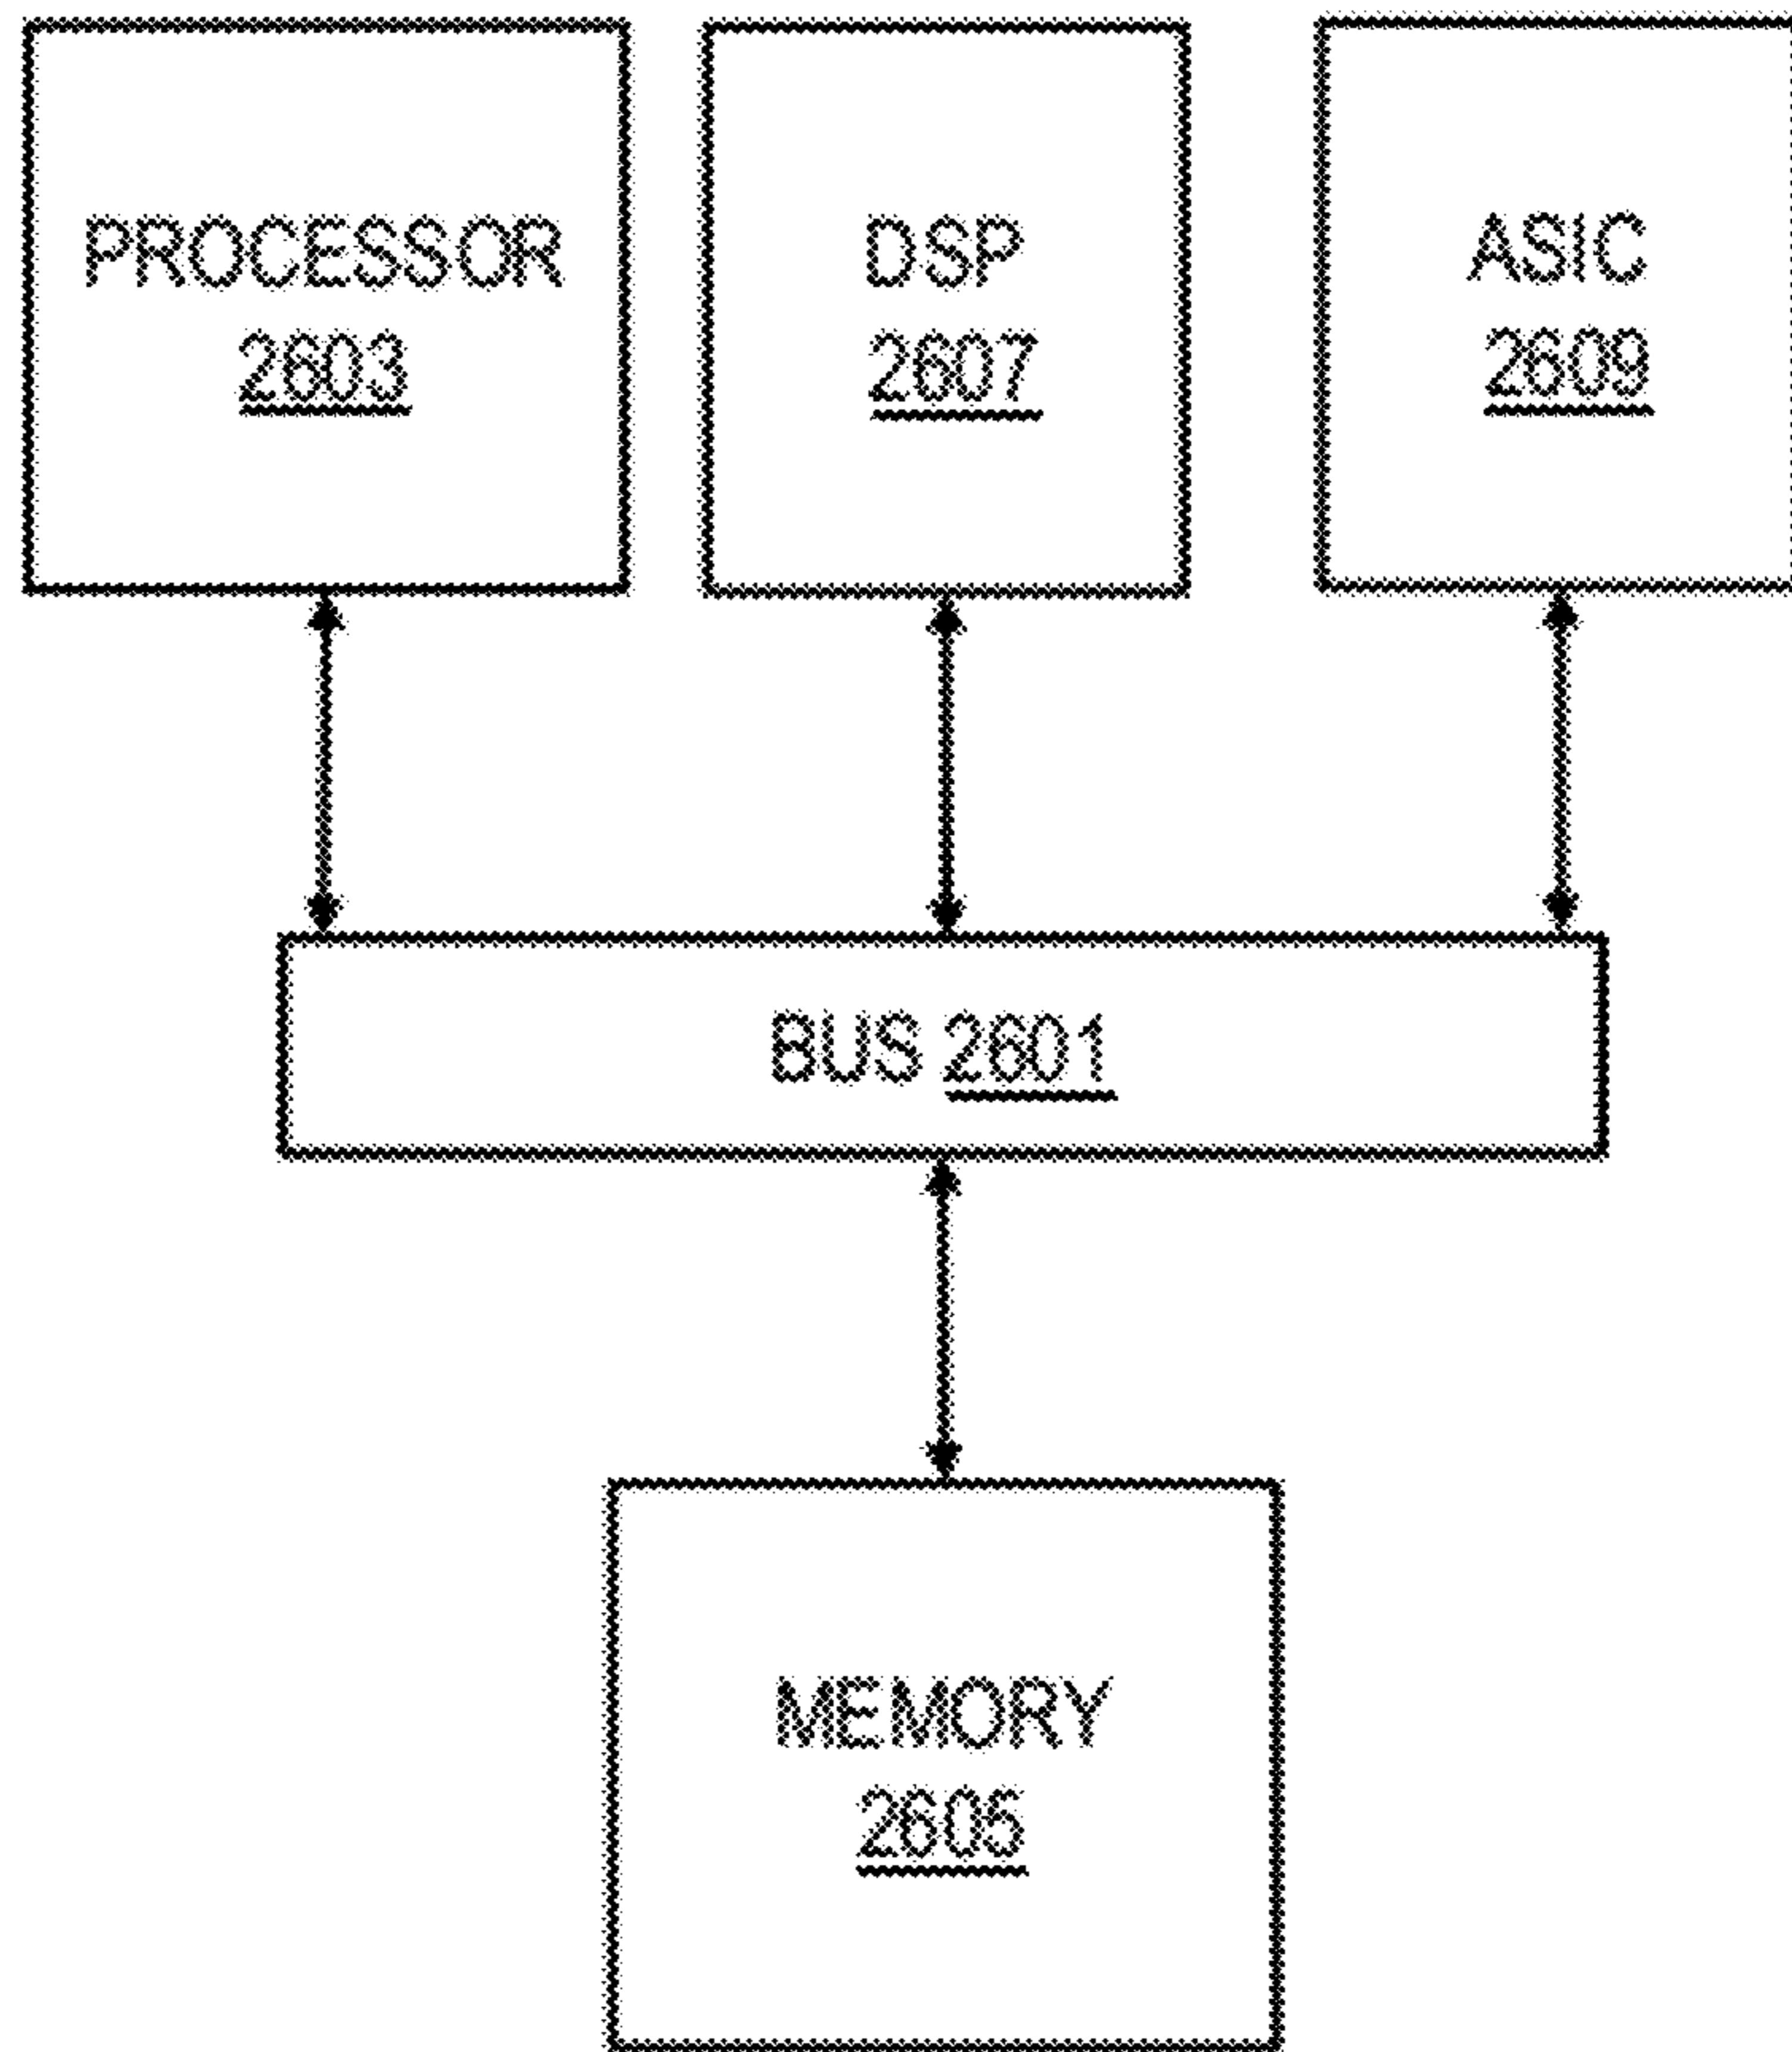 PROCESSOR
2603
DSP
2607
ASIC
2609
BUS 2601
MEMORY
2605